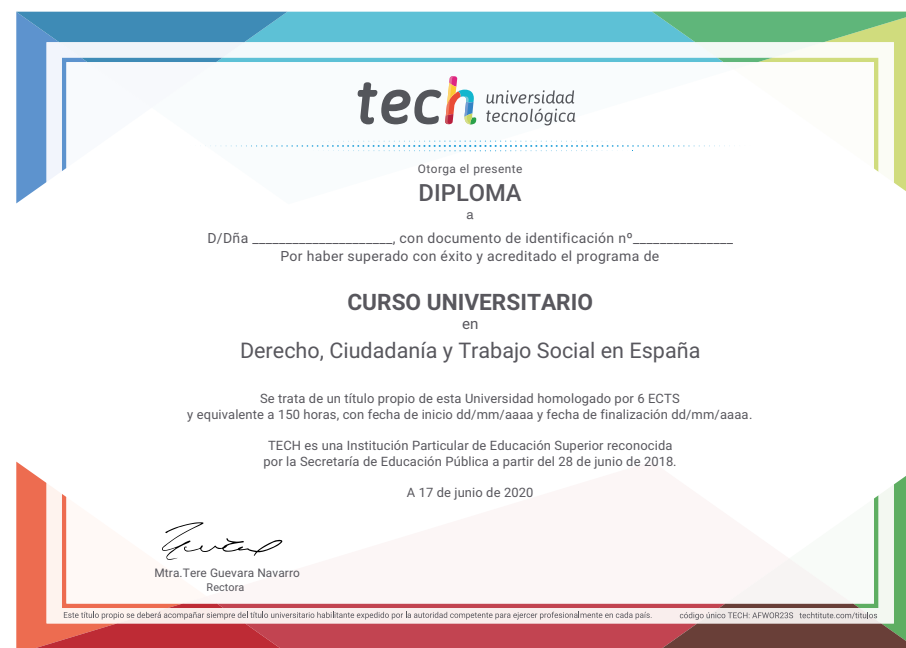 tech universidad
tecnológica
Otorga el presente
DIPLOMA
a
D/Dña ______________________, con documento de identificación nº________________
Por haber superado con éxito y acreditado el programa de
CURSO UNIVERSITARIO
en
Derecho, Ciudadanía y Trabajo Social en España
Se trata de un título propio de esta Universidad homologado por 6 ECTS
y equivalente a 150 horas, con fecha de inicio dd/mm/aaaa y fecha de finalización dd/mm/aaaa.
TECH es una Institución Particular de Educación Superior reconocida
por la Secretaría de Educación Pública a partir del 28 de junio de 2018.
A 17 de junio de 2020
Mtra.Tere Guevara Navarro
Rectora
Este título propio se deberá acompañar siempre del título universitario habilitante expedido por la autoridad competente para ejercer profesionalmente en cada país. código único TECH: AFWOR23S techtitute.com/titulos